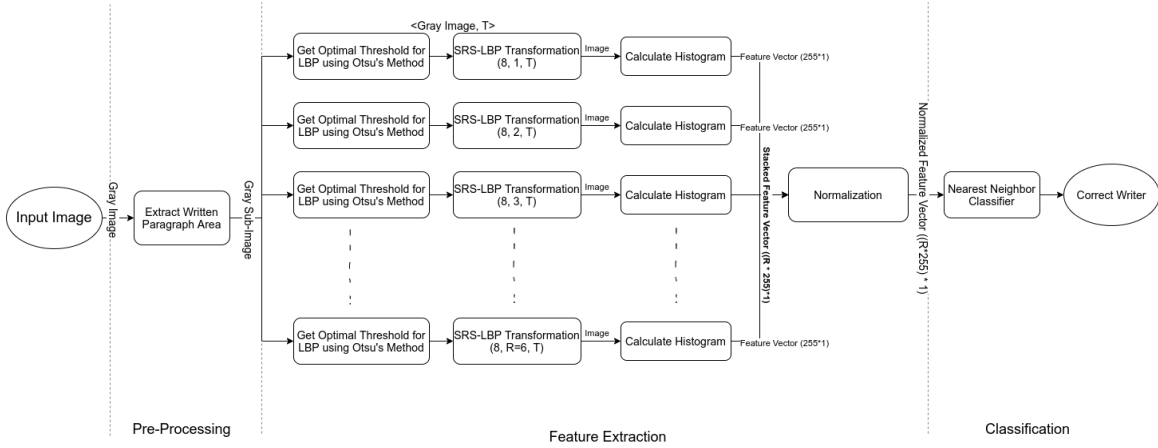 Input Image
Gray Image
Extract Written
Paragraph Area
Gray Sub-Image
<Gray Image, T>
Get Optimal Threshold for
LBP using Otsu's Method
SRS-LBP Transformation
(8, 1, T)
Image
Calculate Histogram
Feature Vector (255*1)
Get Optimal Threshold for
LBP using Otsu's Method
SRS-LBP Transformation
(8, 2, T)
Image
Calculate Histogram
Feature Vector (255*1)
Get Optimal Threshold for
LBP using Otsu's Method
SRS-LBP Transformation
(8, 3, T)
Image
Calculate Histogram
Get Optimal Threshold for
LBP using Otsu's Method
SRS-LBP Transformation
(8, R=6, T)
Image
Calculate Histogram
Feature Vector (255*1)
Stacked Feature Vector ((R * 255)*1)
Normalization
Normalized Feature Vector ((R*255) * 1)
Nearest Neighbor
Classifier
Correct Writer
Pre-Processing
Feature Extraction
Classification